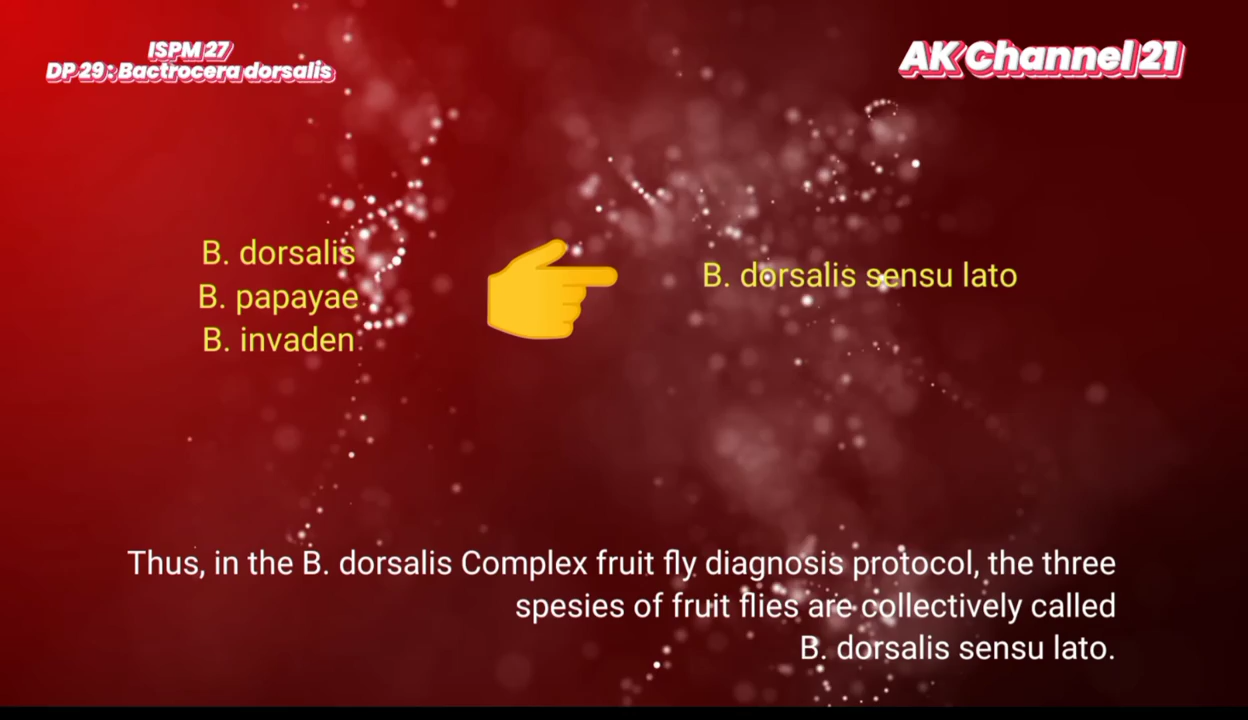 ISPM 27
DP 29 : Bactrocera dorsalis
AK Channel 21
B. dorsalis
B. papayae
B. invaden
B. dorsalis sensu lato
Thus, in the B. dorsalis Complex fruit fly diagnosis protocol, the three
spesies of fruit flies are collectively called
B. dorsalis sensu lato.